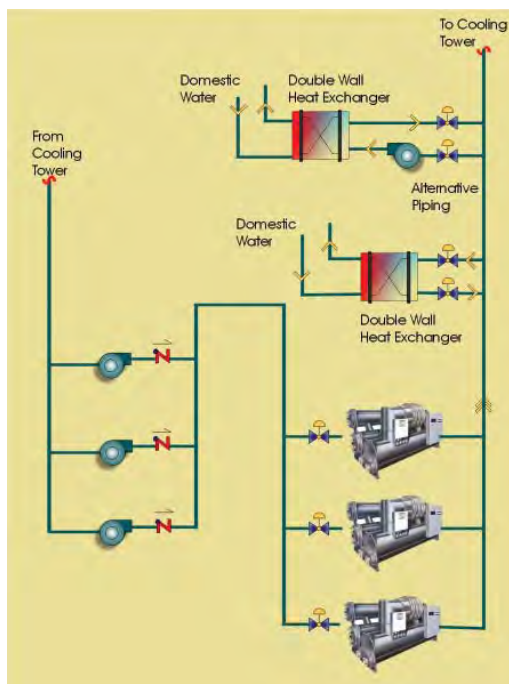 To Cooling
Tower
Domestic
Water
Double Wall
Heat Exchanger
From
Cooling
Tower
Alternative
Piping
Domestic
Water
Double Wall
Heat Exchanger